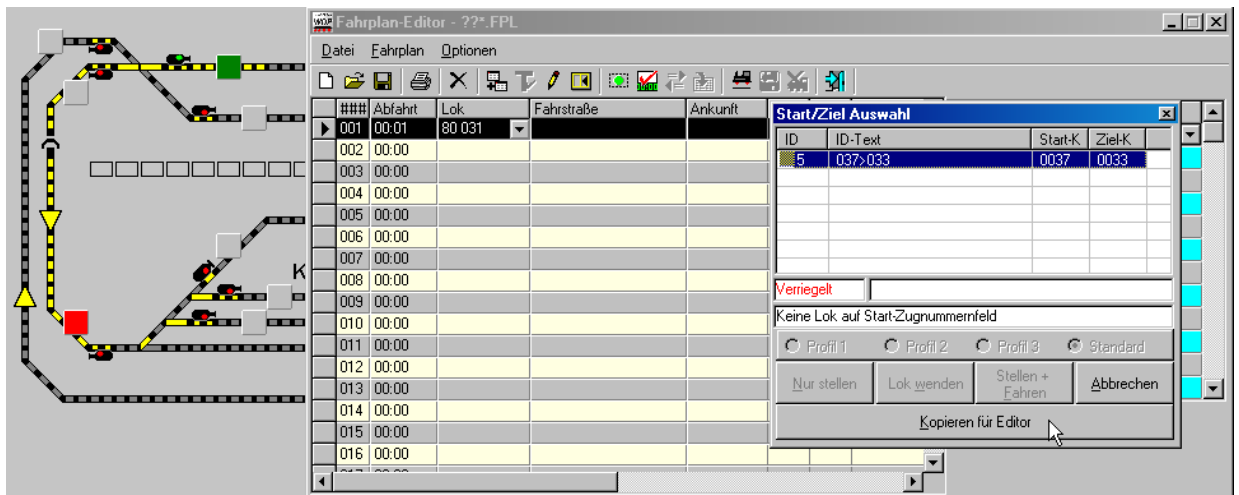 WDP Fahrplan-Editor - ??*.FPL
Datei Fahrplan Optionen
### Abfahrt Lok Fahrstraße Ankunft
001 00:01 80 031
002 00:00
003 00:00
004 00:00
005 00:00
006 00:00
007 00:00
008 00:00
009 00:00
010 00:00
011 00:00
012 00:00
013 00:00
014 00:00
015 00:00
016 00:00
K
Start/Ziel Auswahl
ID ID-Text Start-K Ziel-K
5 037>033 0037 0033
Verriegelt
Keine Lok auf Start-Zugnummernfeld
Profil 1 Profil 2 Profil 3 Standard
Nur stellen Lok wenden Stellen + Fahren Abbrechen
Kopieren für Editor